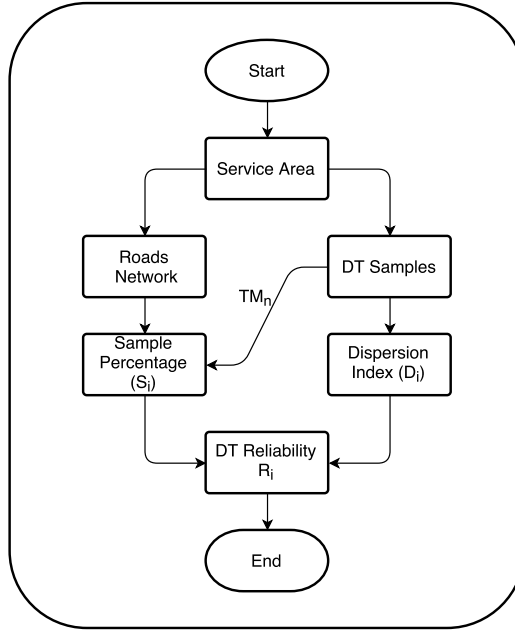 Start
Service Area
Roads
Network
DT Samples
TMn
Sample
Percentage
(Si)
Dispersion
Index (Di)
DT Reliability
Ri
End